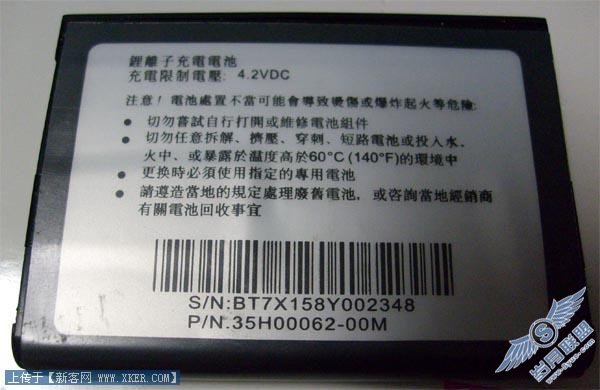 鋰離子充電電池
充電限制電壓: 4.2VDC
注意! 電池處置不當可能會導致灼傷或爆炸起火等危險:
● 切勿嘗試自行打開或維修電池組件
● 切勿任意拆解、擠壓、穿刺、短路電池或投入水、
火中、或暴露於溫度高於60°C (140°F)的環境中
● 更換時必須使用指定的專用電池
● 請遵造當地的規定處理廢舊電池, 或咨詢當地經銷商
有關電池回收事宜
S/N:BT7X158Y002348
P/N.35H00062-00M
上传于【新客网 www.XKER.com】
岁月联盟